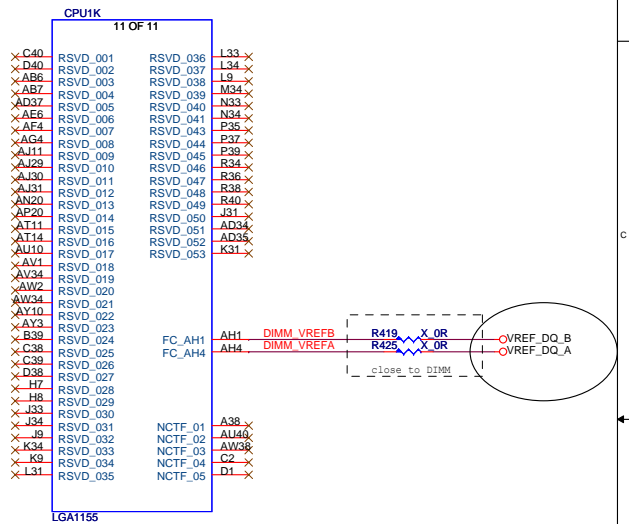 CPU1K
11 OF 11
C40 RSVD_001 RSVD_036 L33
D40 RSVD_002 RSVD_037 L34
AB6 RSVD_003 RSVD_038 L9
AB7 RSVD_004 RSVD_039 M34
AD37 RSVD_005 RSVD_040 N33
AE6 RSVD_006 RSVD_041 N34
AF4 RSVD_007 RSVD_043 P35
AG4 RSVD_008 RSVD_044 P37
AJ11 RSVD_009 RSVD_045 P39
AJ29 RSVD_010 RSVD_046 R34
AJ30 RSVD_011 RSVD_047 R36
AJ31 RSVD_012 RSVD_048 R38
AN20 RSVD_013 RSVD_049 R40
AP20 RSVD_014 RSVD_050 J31
AT11 RSVD_015 RSVD_051 AD34
AT14 RSVD_016 RSVD_052 AD35
AU10 RSVD_017 RSVD_053 K31
AV1 RSVD_018
AV34 RSVD_019
AW2 RSVD_020
AW34 RSVD_021
AY10 RSVD_022
AY3 RSVD_023
B39 RSVD_024 FC_AH1 AH1 DIMM_VREFB R419 X_0R VREF_DQ_B
C38 RSVD_025 FC_AH4 AH4 DIMM_VREFA R425 X_0R VREF_DQ_A
C39 RSVD_026
close to DIMM
D38 RSVD_027
H7 RSVD_028
H8 RSVD_029
J33 RSVD_030
J34 RSVD_031 NCTF_01 A38
J9 RSVD_032 NCTF_02 AU40
K34 RSVD_033 NCTF_03 AW38
K9 RSVD_034 NCTF_04 C2
L31 RSVD_035 NCTF_05 D1
LGA1155
C